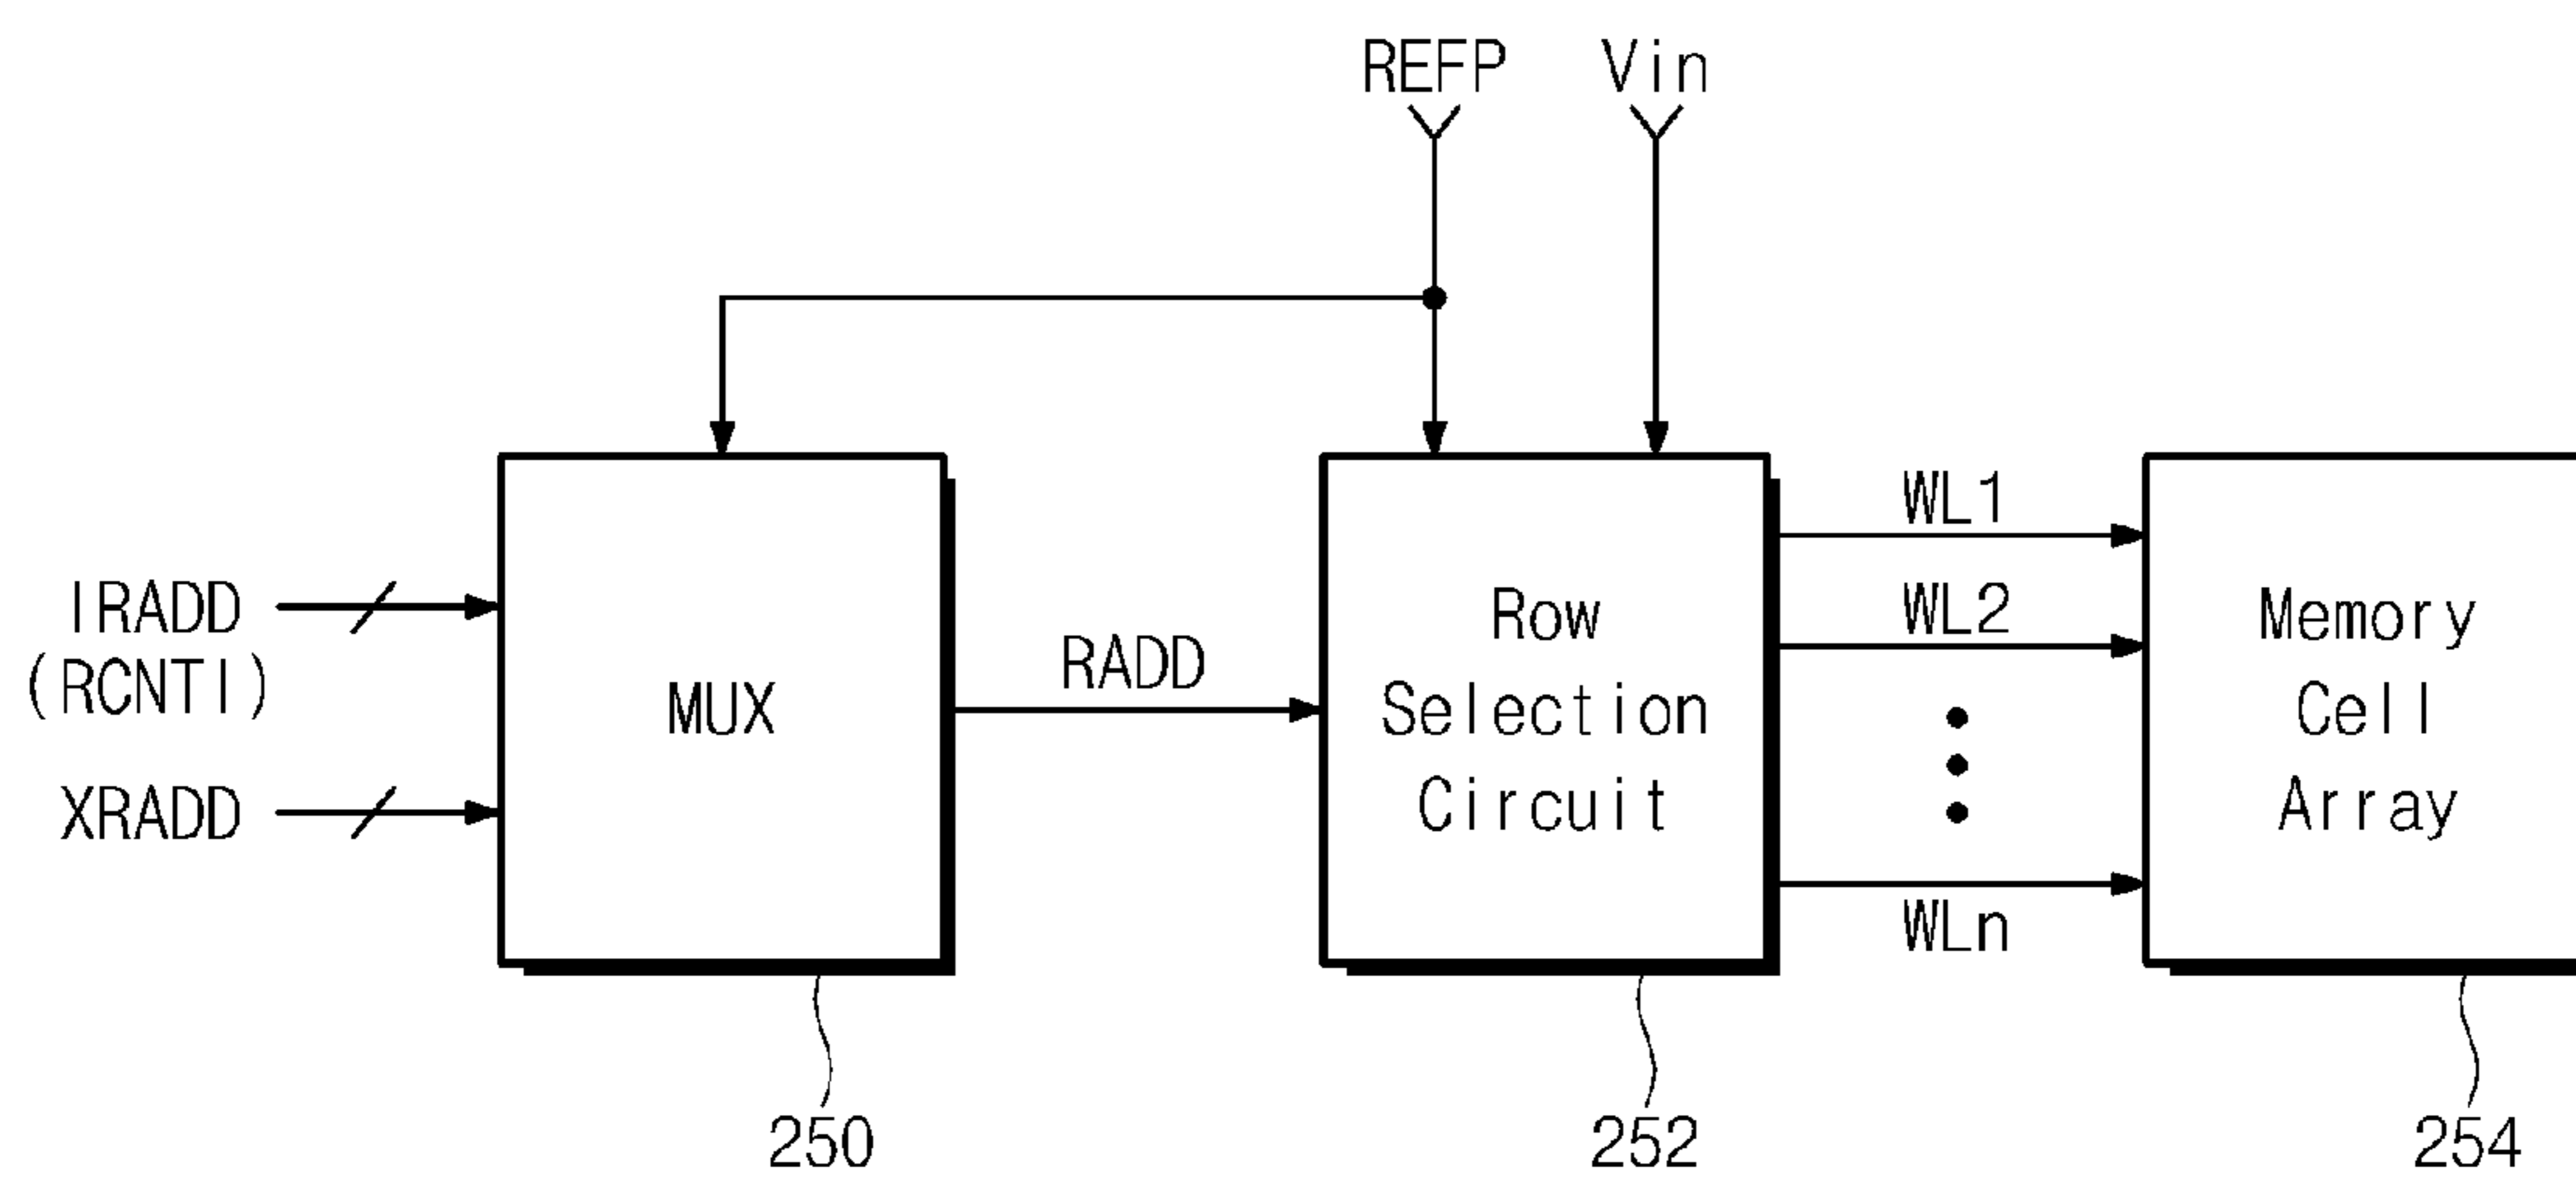 REFP Vin
WL1
IRADD
(RCNTI)
XRADD
MUX
RADD
Row
Selection
Circuit
WL2
WLn
Memory
Cell
Array
250
252
254